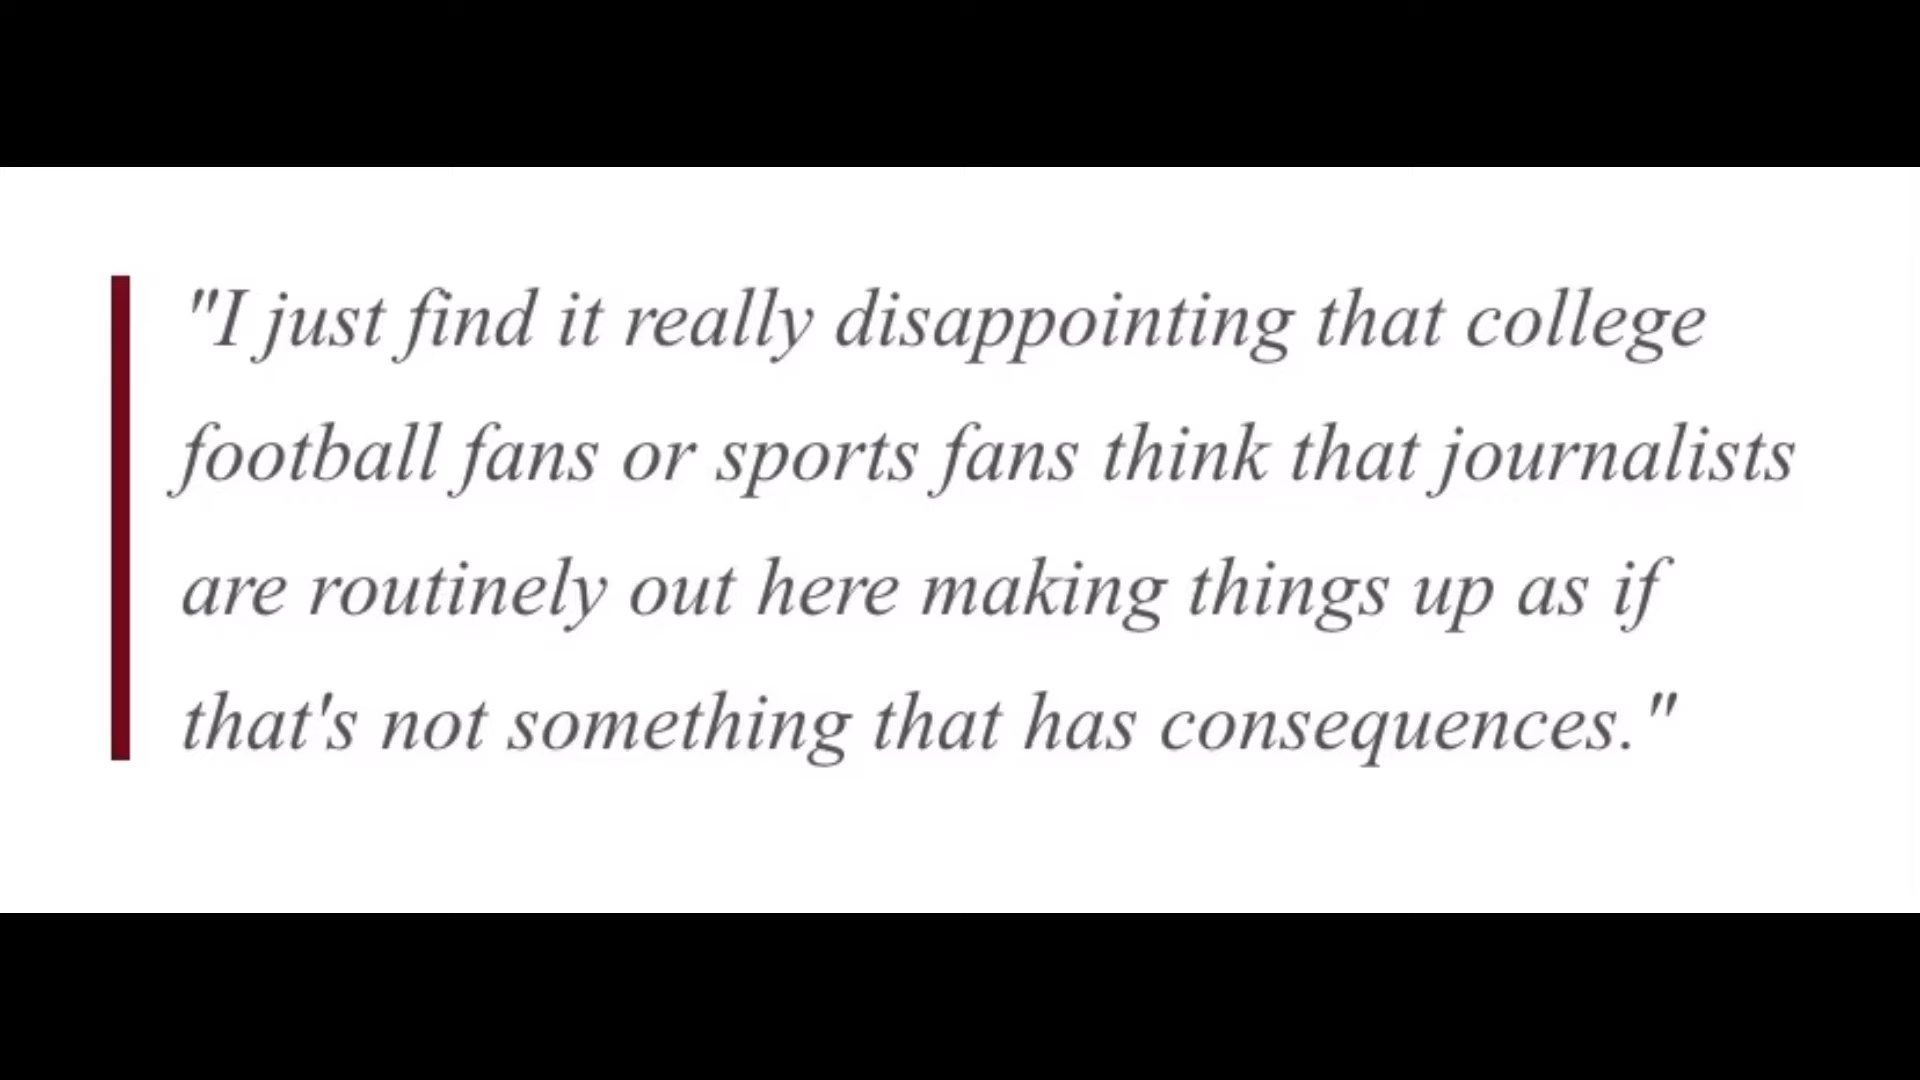 "I just find it really disappointing that college
football fans or sports fans think that journalists
are routinely out here making things up as if
that's not something that has consequences."